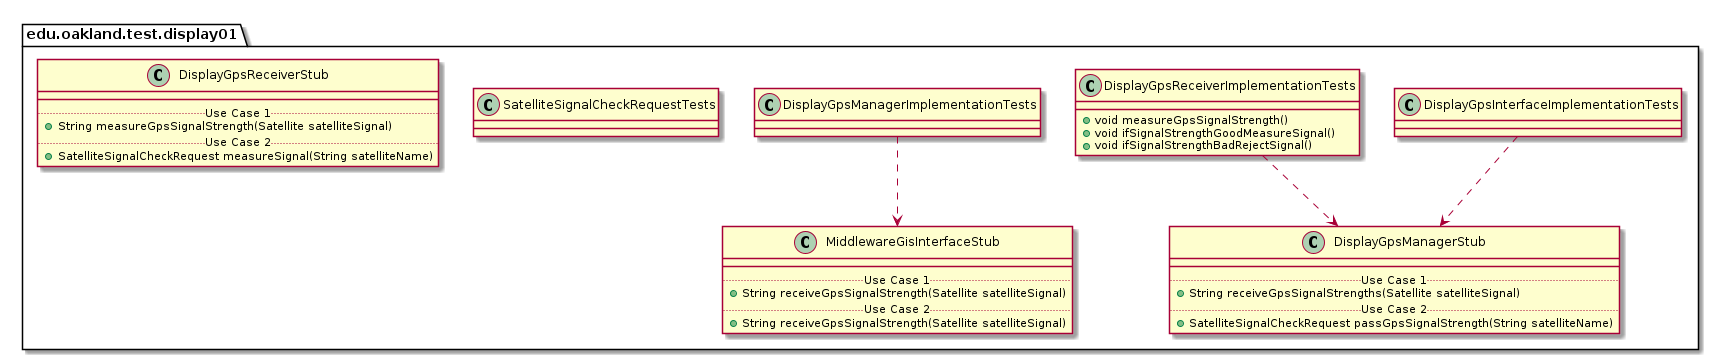 edu.oakland.test.display01
C DisplayGpsReceiverStub
Use Case 1
String measureGpsSignalStrength(Satellite satelliteSignal)
Use Case 2
SatelliteSignalCheckRequest measureSignal(String satelliteName)
C SatelliteSignalCheckRequestTests
C DisplayGpsManagerImplementationTests
C DisplayGpsReceiverImplementationTests
void measureGpsSignalStrength()
void ifSignalStrengthGoodMeasureSignal()
void ifSignalStrengthBadRejectSignal()
C DisplayGpsInterfaceImplementationTests
C MiddlewareGisInterfaceStub
Use Case 1
String receiveGpsSignalStrength(Satellite satelliteSignal)
Use Case 2
String receiveGpsSignalStrength(Satellite satelliteSignal)
C DisplayGpsManagerStub
Use Case 1
String receiveGpsSignalStrengths(Satellite satelliteSignal)
Use Case 2
SatelliteSignalCheckRequest passGpsSignalStrength(String satelliteName)